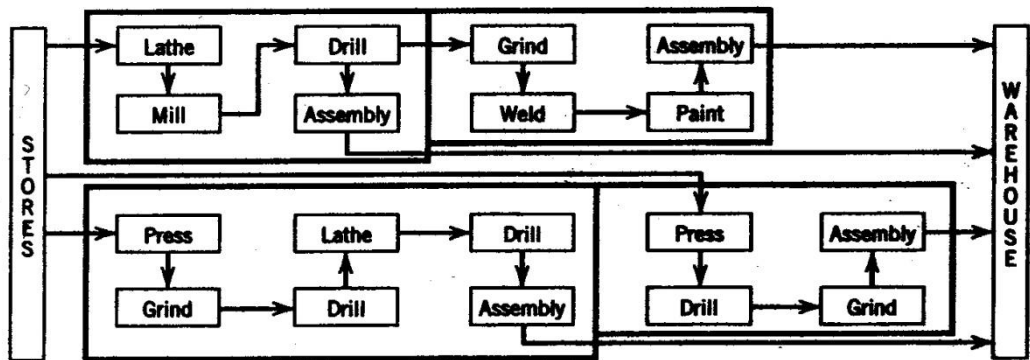 STORES
Lathe
Drill
Grind
Assembly
Mill
Assembly
Weld
Paint
Press
Lathe
Drill
Press
Assembly
Grind
Drill
Assembly
Drill
Grind
WAREHOUSE